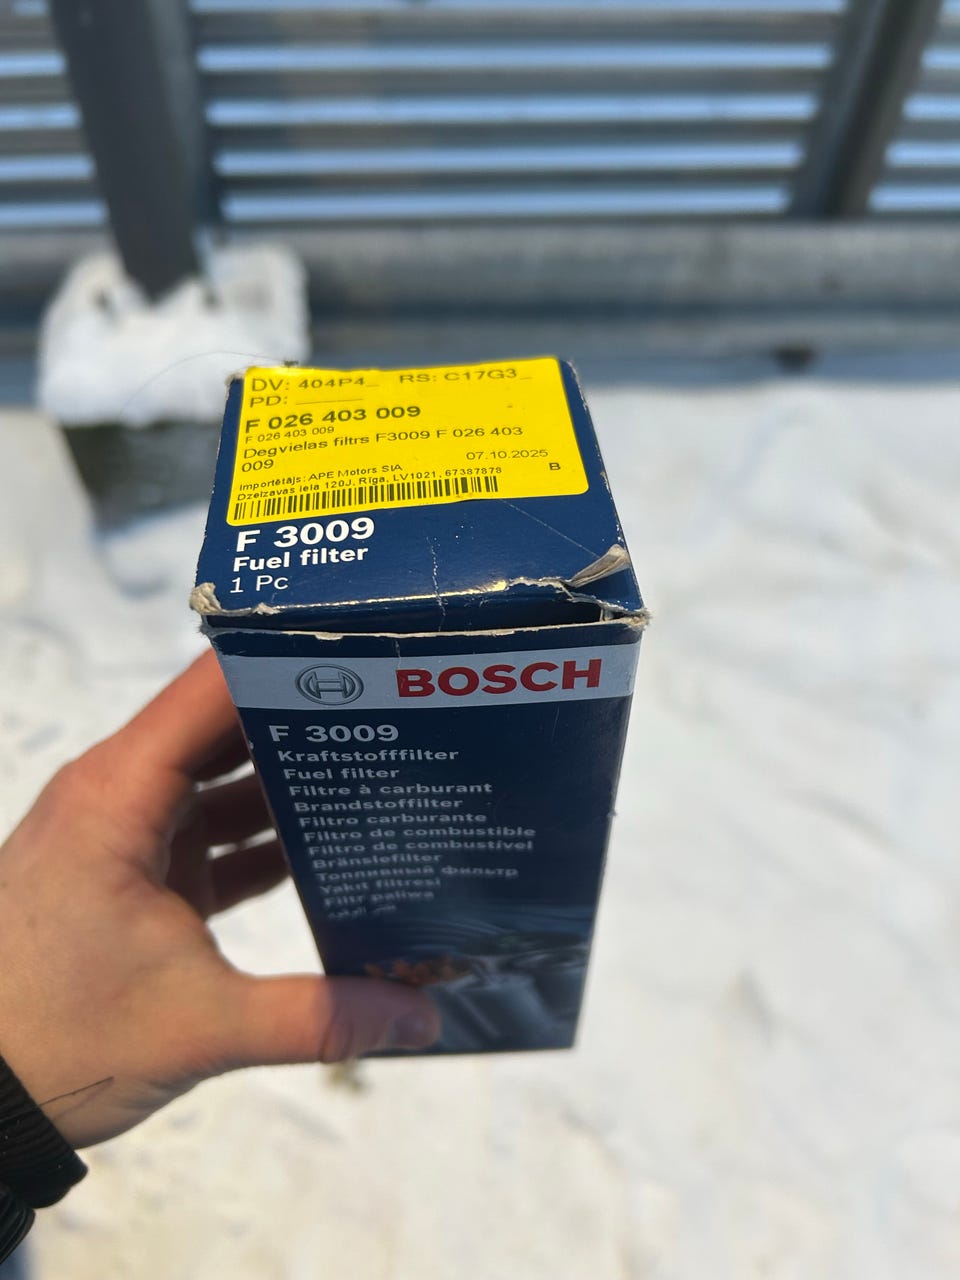 DV: 404P4_ RS: C17G3_
PD: ______
F 026 403 009
F 026 403 009
Degvielas filtrs F3009 F 026 403
009
07.10.2025
Importētājs: APE Motors SIA
B
Dzelzavas iela 120J, Rīga, LV1021, 67387878
F 3009
Fuel filter
1 Pc
BOSCH
F 3009
Kraftstofffilter
Fuel filter
Filtre à carburant
Brandstoffilter
Filtro carburante
Filtro de combustible
Filtro de combustível
Bränslefilter
Топливный фильтр
Yakıt filtresi
Filtr paliwa